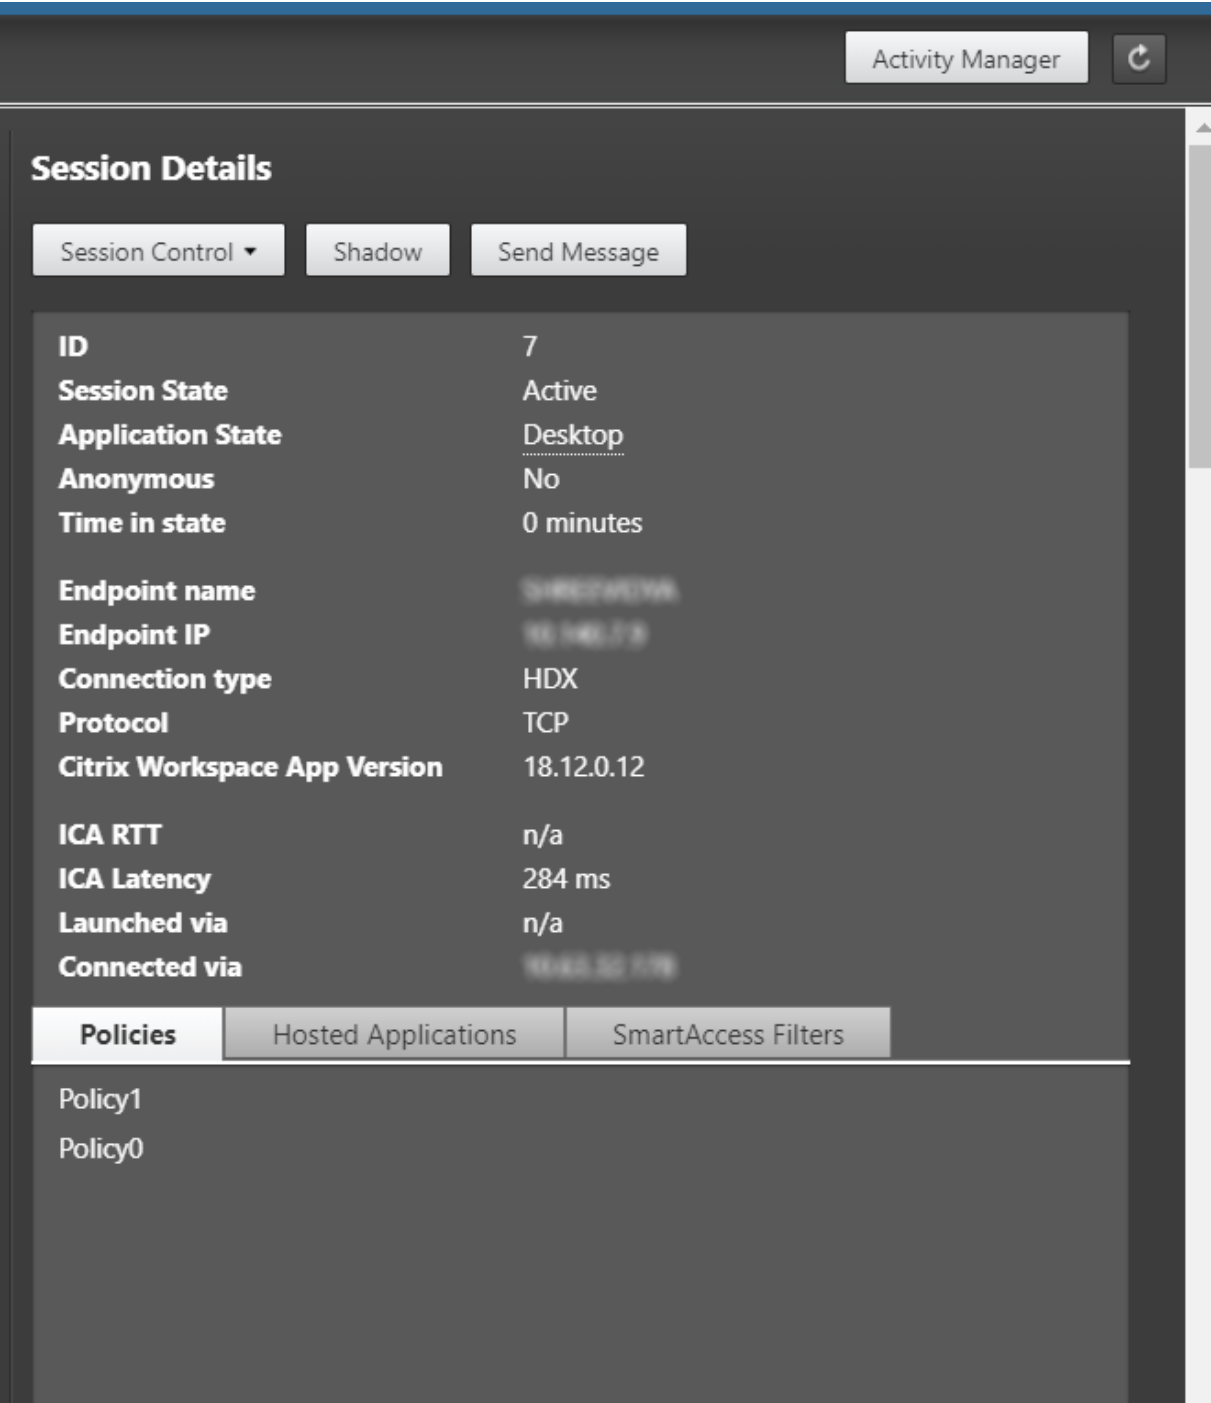 Activity Manager
Session Details
Session Control Shadow Send Message
ID 7
Session State Active
Application State Desktop
Anonymous No
Time in state 0 minutes
Endpoint name
Endpoint IP
Connection type HDX
Protocol TCP
Citrix Workspace App Version 18.12.0.12
ICA RTT n/a
ICA Latency 284 ms
Launched via n/a
Connected via
Policies Hosted Applications SmartAccess Filters
Policy1
Policy0